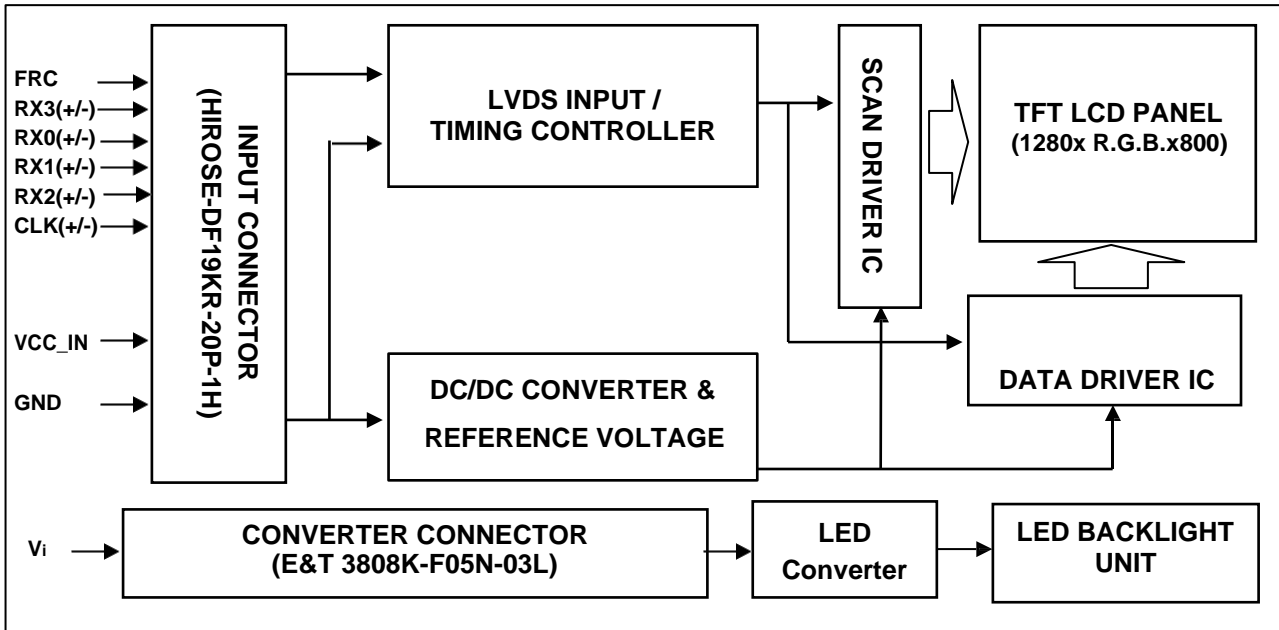 FRC
RX3(+/-)
RX0(+/-)
RX1(+/-)
RX2(+/-)
CLK(+/-)
VCC_IN
GND
INPUT CONNECTOR
(HIROSE-DF19KR-20P-1H)
LVDS INPUT /
TIMING CONTROLLER
DC/DC CONVERTER &
REFERENCE VOLTAGE
SCAN DRIVER IC
TFT LCD PANEL
(1280x R.G.B.x800)
DATA DRIVER IC
Vi
CONVERTER CONNECTOR
(E&T 3808K-F05N-03L)
LED
Converter
LED BACKLIGHT
UNIT